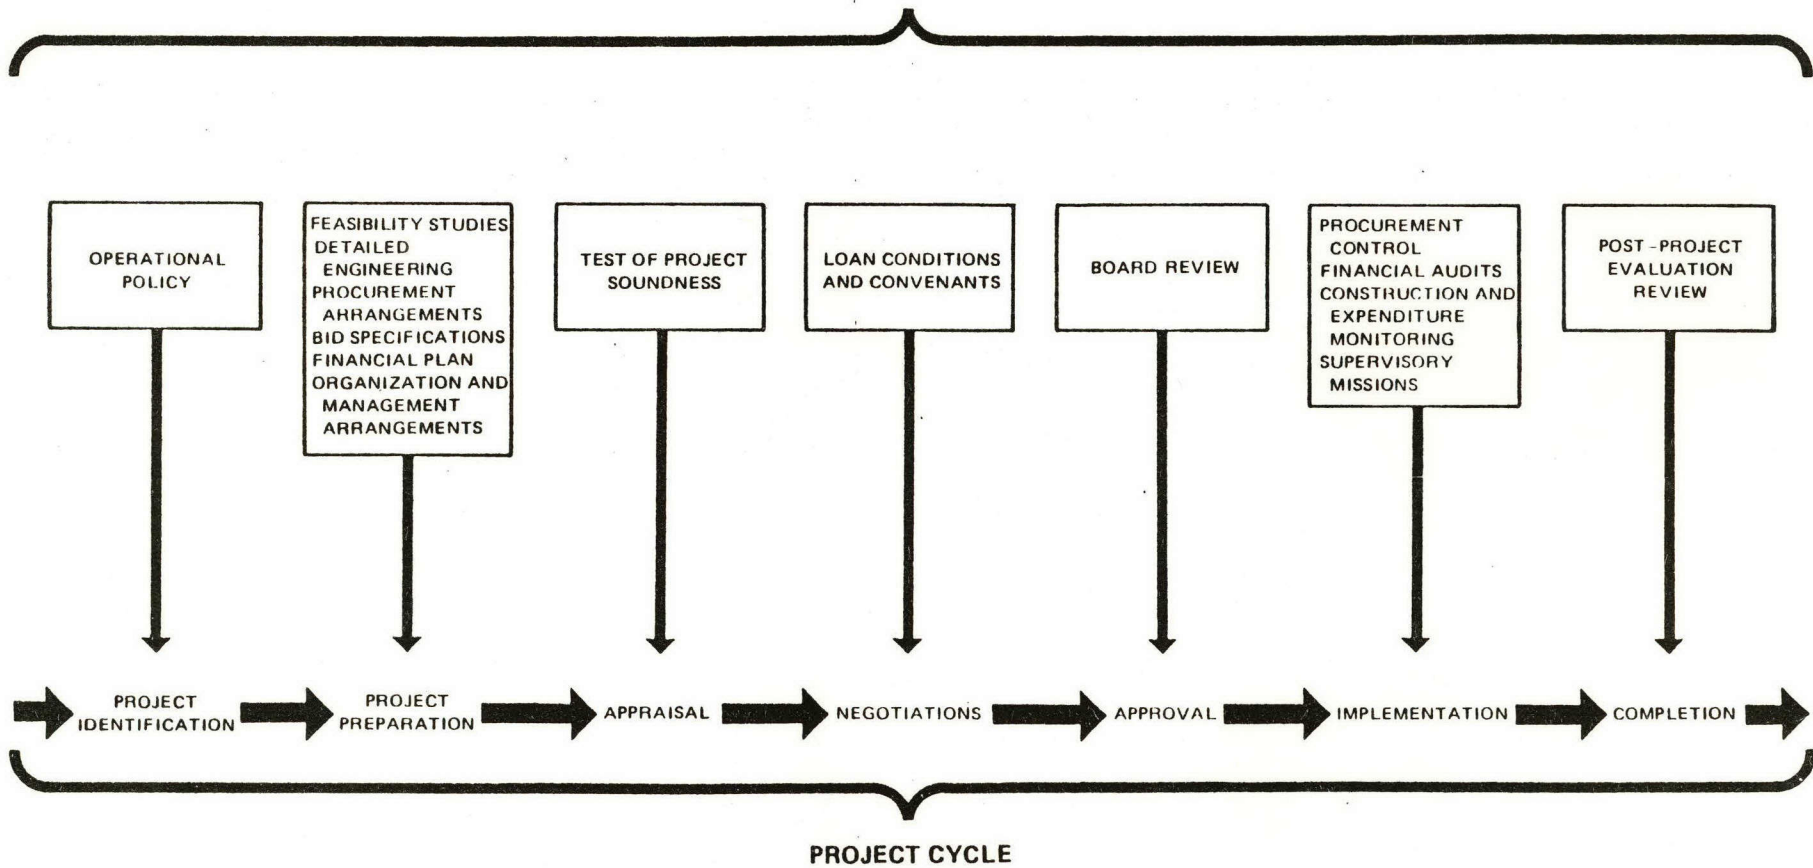 OPERATIONAL
POLICY
FEASIBILITY STUDIES
DETAILED
ENGINEERING
PROCUREMENT
ARRANGEMENTS
BID SPECIFICATIONS
FINANCIAL PLAN
ORGANIZATION AND
MANAGEMENT
ARRANGEMENTS
TEST OF PROJECT
SOUNDNESS
LOAN CONDITIONS
AND CONVENANTS
BOARD REVIEW
PROCUREMENT
CONTROL
FINANCIAL AUDITS
CONSTRUCTION AND
EXPENDITURE
MONITORING
SUPERVISORY
MISSIONS
POST-PROJECT
EVALUATION
REVIEW
PROJECT
IDENTIFICATION
PROJECT
PREPARATION
APPRAISAL
NEGOTIATIONS
APPROVAL
IMPLEMENTATION
COMPLETION
PROJECT CYCLE